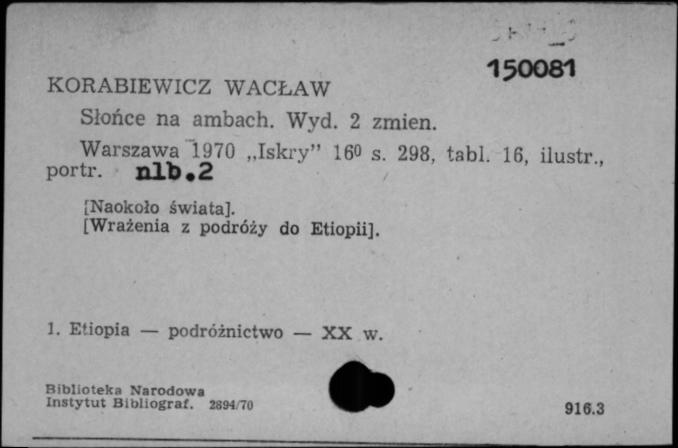 150081
KORABIEWICZ WACŁAW
Słońce na ambach. Wyd. 2 zmien.
Warszawa 1970 „Iskry” 16⁰ s. 298, tabl. 16, ilustr.,
portr. nlb.2
[Naokoło świata].
[Wrażenia z podróży do Etiopii].
1. Etiopia — podróżnictwo — XX w.
Biblioteka Narodowa
Instytut Bibliograf. 2894/70
916.3